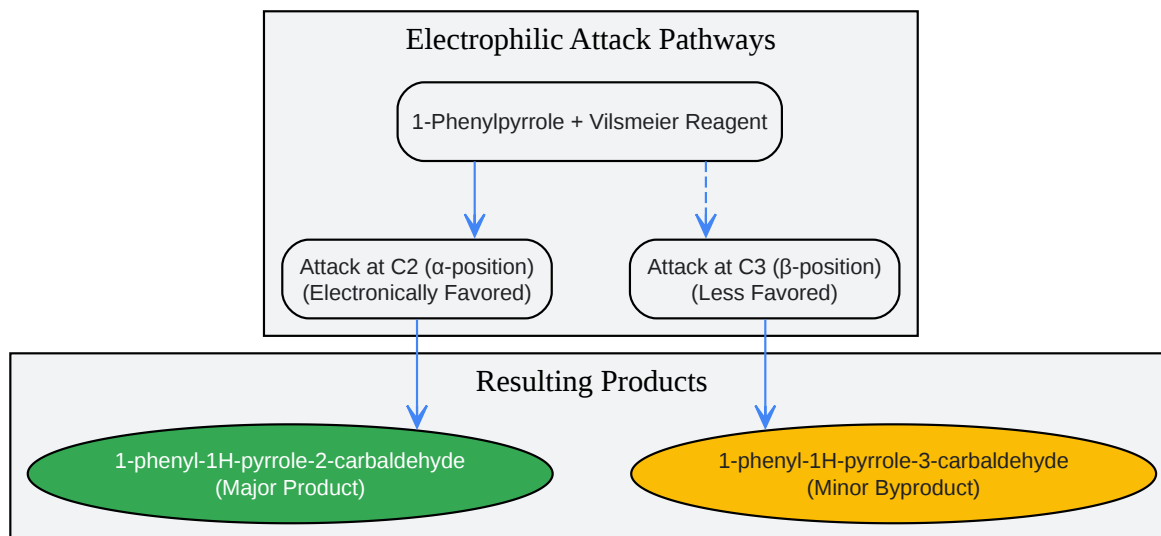 Electrophilic Attack Pathways
1-Phenylpyrrole + Vilsmeier Reagent
Attack at C2 (α-position)
(Electronically Favored)
Attack at C3 (β-position)
(Less Favored)
Resulting Products
1-phenyl-1H-pyrrole-2-carbaldehyde
(Major Product)
1-phenyl-1H-pyrrole-3-carbaldehyde
(Minor Byproduct)